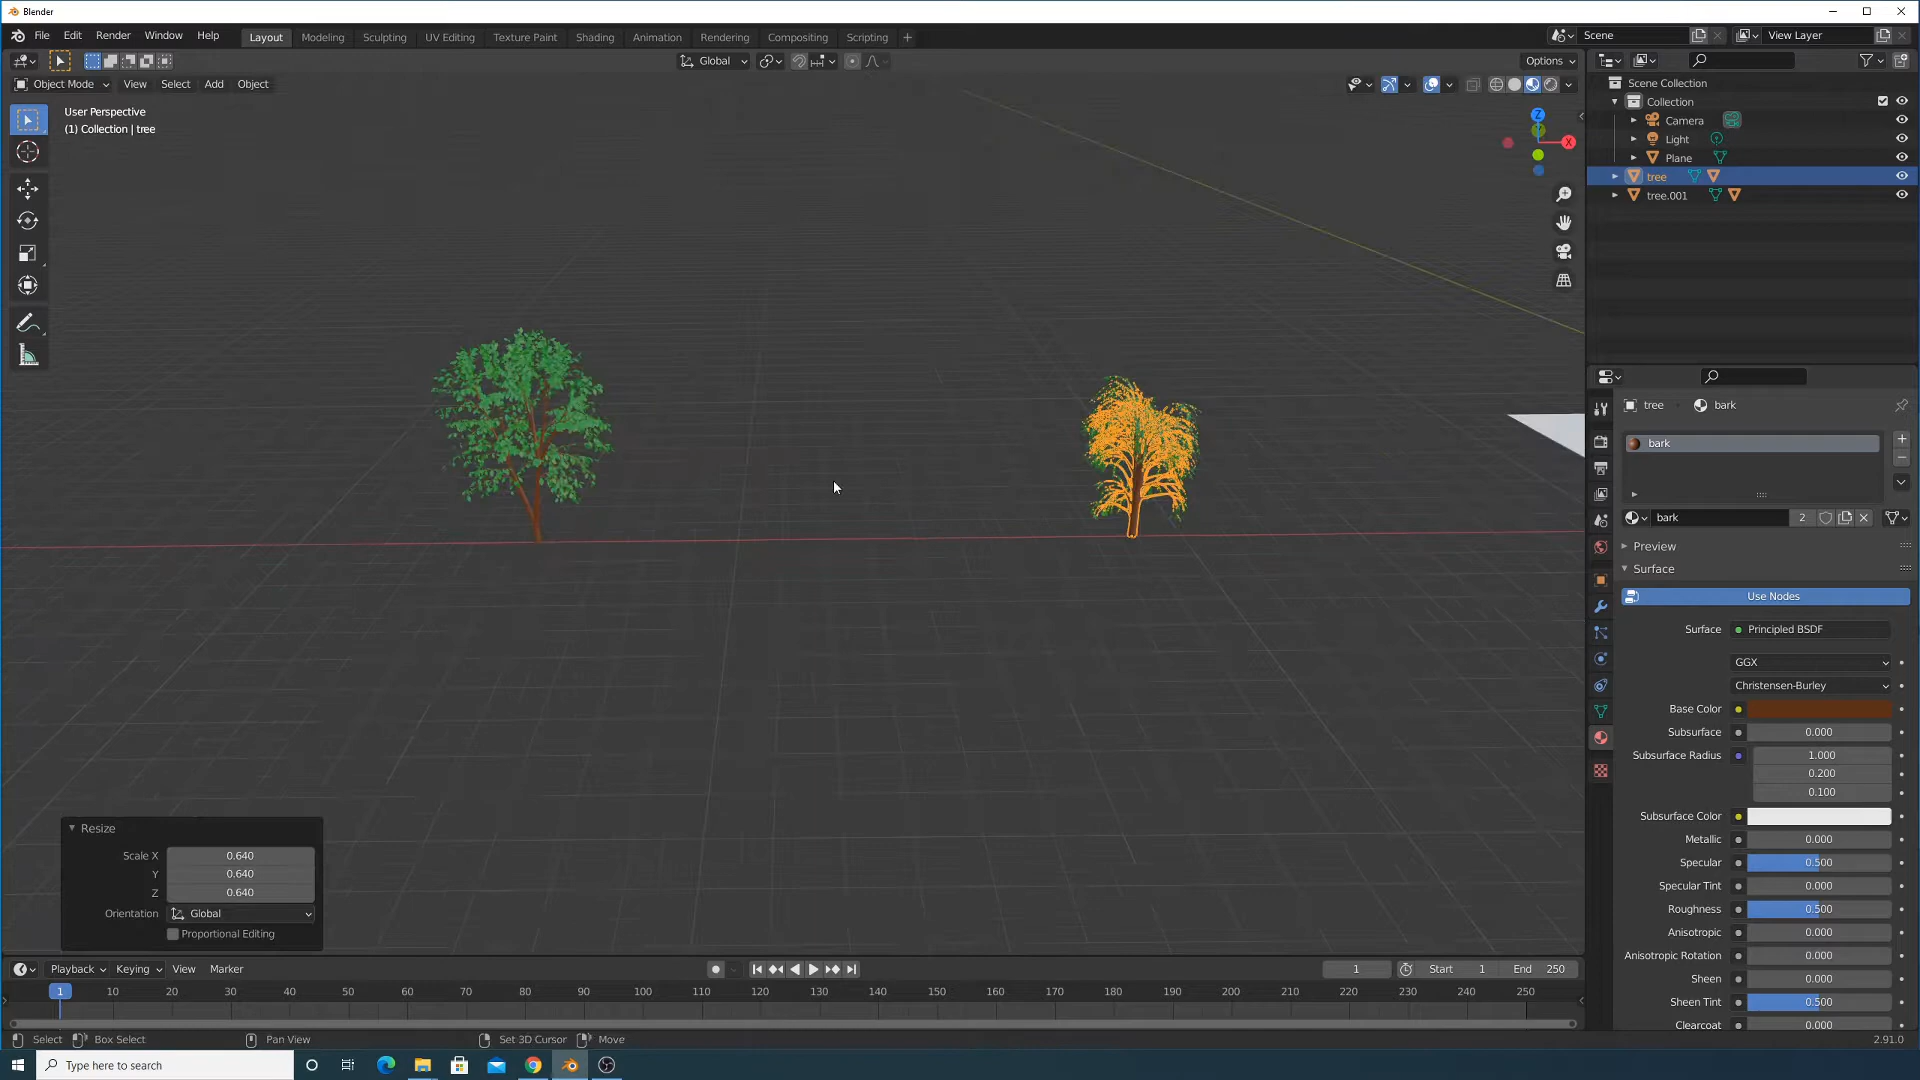 Blender
File Edit Render Window Help
Layout Modeling Sculpting UV Editing Texture Paint Shading Animation Rendering Compositing Scripting +
Scene View Layer
Global Options
Object Mode View Select Add Object
User Perspective
(1) Collection | tree
Z
X
Scene Collection
Collection
Camera
Light
Plane
tree
tree.001
tree bark
bark
bark 2
Preview
Surface
Use Nodes
Surface Principled BSDF
GGX
Christensen-Burley
Base Color
Subsurface 0.000
Subsurface Radius 1.000
0.200
0.100
Subsurface Color
Metallic 0.000
Specular 0.500
Specular Tint 0.000
Roughness 0.500
Anisotropic 0.000
Anisotropic Rotation 0.000
Sheen 0.000
Sheen Tint 0.500
Clearcoat 0.000
Resize
Scale X 0.640
Y 0.640
Z 0.640
Orientation Global
Proportional Editing
Playback Keying View Marker 1 Start 1 End 250
1 10 20 30 40 50 60 70 80 90 100 110 120 130 140 150 160 170 180 190 200 210 220 230 240 250
Select Box Select Pan View Set 3D Cursor Move 2.91.0
Type here to search